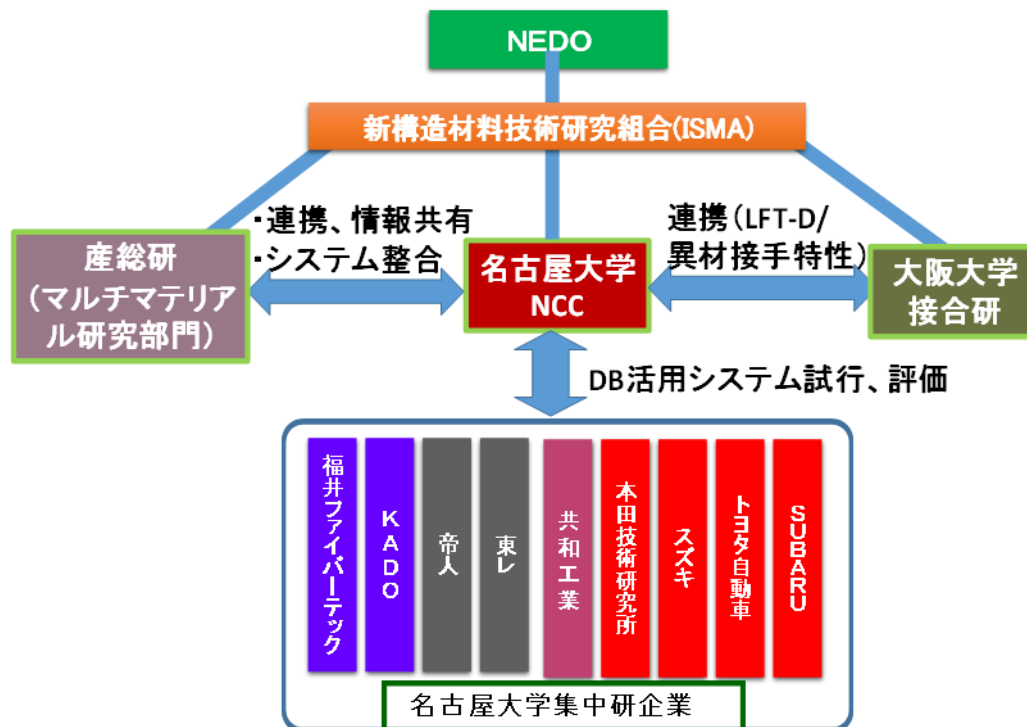 NEDO
新構造材料技術研究組合(ISMA)
・連携、情報共有
・システム整合
連携(LFT-D/
異材接手特性)
産総研
(マルチマテリア
ル研究部門)
名古屋大学
NCC
大阪大学
接合研
DB活用システム試行、評価
福井ファイバーテック
KADO
帝人
東レ
共和工業
本田技術研究所
スズキ
トヨタ自動車
SUBARU
名古屋大学集中研企業